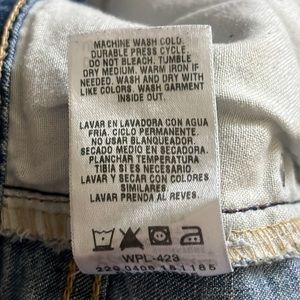 MACHINE WASH COLD.
DURABLE PRESS CYCLE.
DO NOT BLEACH. TUMBLE
DRY MEDIUM. WARM IRON IF
NEEDED. WASH AND DRY WITH
LIKE COLORS. WASH GARMENT
INSIDE OUT.
LAVAR EN LAVADORA CON AGUA
FRIA. CICLO PERMANENTE.
NO USAR BLANQUEADOR.
SECADO MEDIO EN SECADORA.
PLANCHAR TEMPERATURA
TIBIA SI ES NECESARIO.
LAVAR Y SECAR CON COLORES
SIMILARES.
LAVAR PRENDA AL REVES.
WPL-423
229 0408 181185